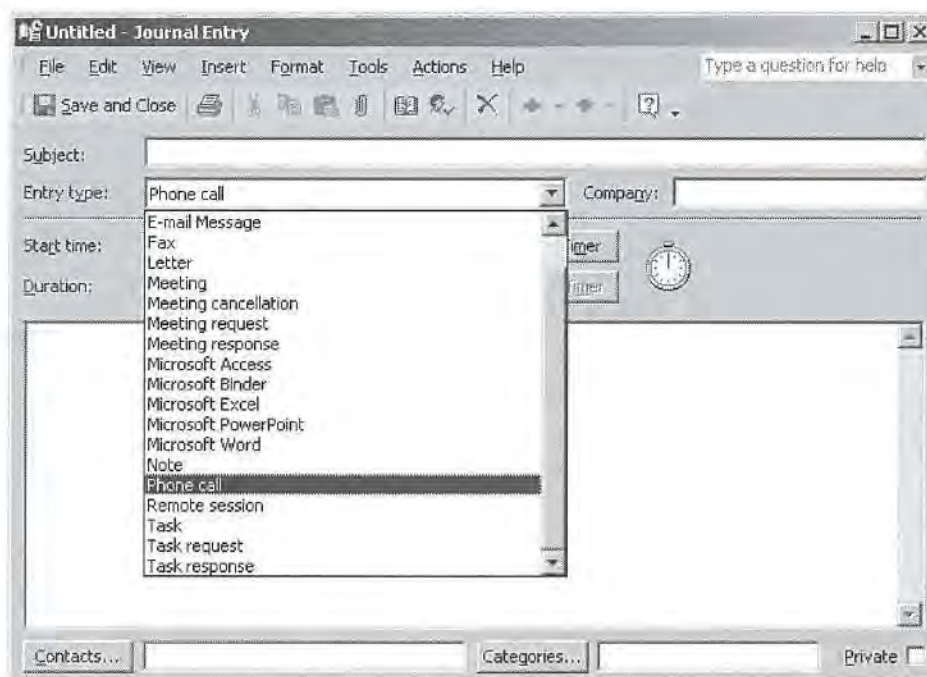 Untitled - Journal Entry
File Edit View Insert Format Tools Actions Help Type a question for help
Save and Close
Subject:
Entry type: Phone call Company:
E-mail Message
Start time: Fax
Letter
Duration: Meeting
Meeting cancellation
Meeting request
Meeting response
Microsoft Access
Microsoft Binder
Microsoft Excel
Microsoft PowerPoint
Microsoft Word
Note
Phone call
Remote session
Task
Task request
Task response
Contacts... Categories... Private